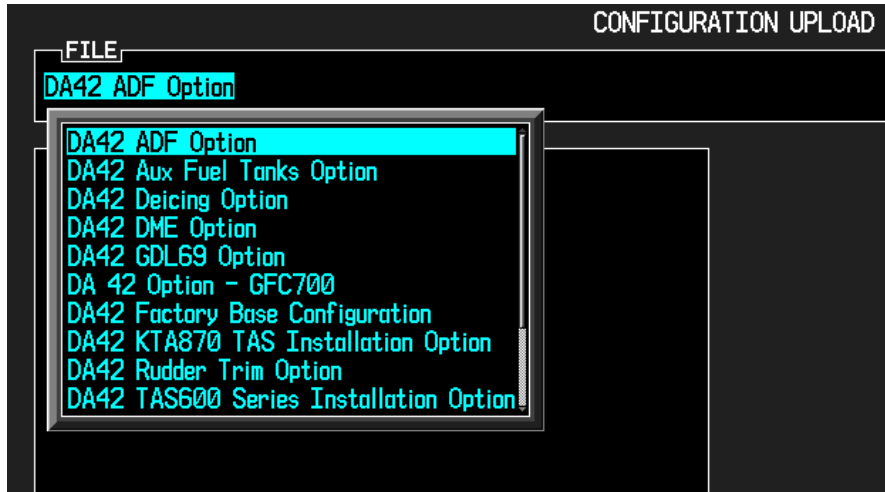 CONFIGURATION UPLOAD
FILE
DA42 ADF Option
DA42 ADF Option
DA42 Aux Fuel Tanks Option
DA42 Deicing Option
DA42 DME Option
DA42 GDL69 Option
DA 42 Option - GFC700
DA42 Factory Base Configuration
DA42 KTA870 TAS Installation Option
DA42 Rudder Trim Option
DA42 TAS600 Series Installation Option